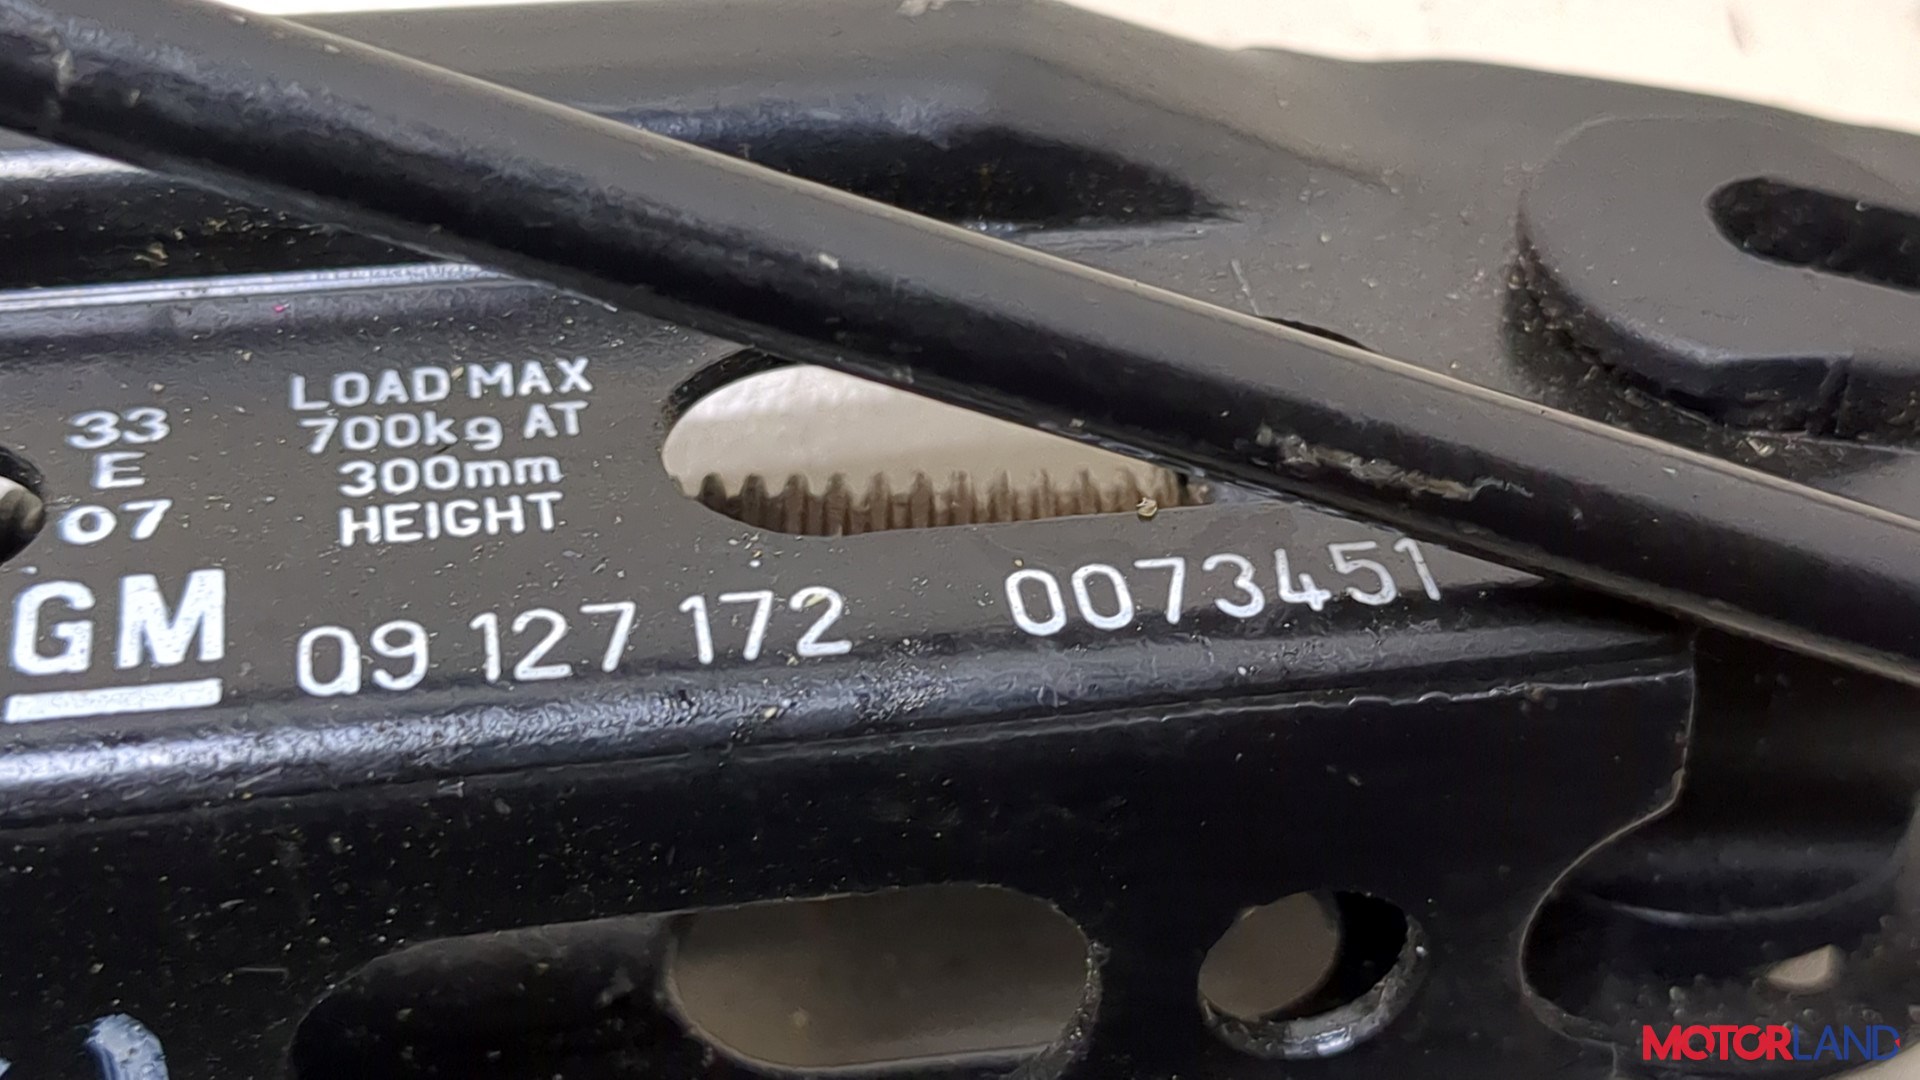 33
E
07
LOAD MAX
700kg AT
300mm
HEIGHT
GM
09 127 172 0073451
MOTORLAND